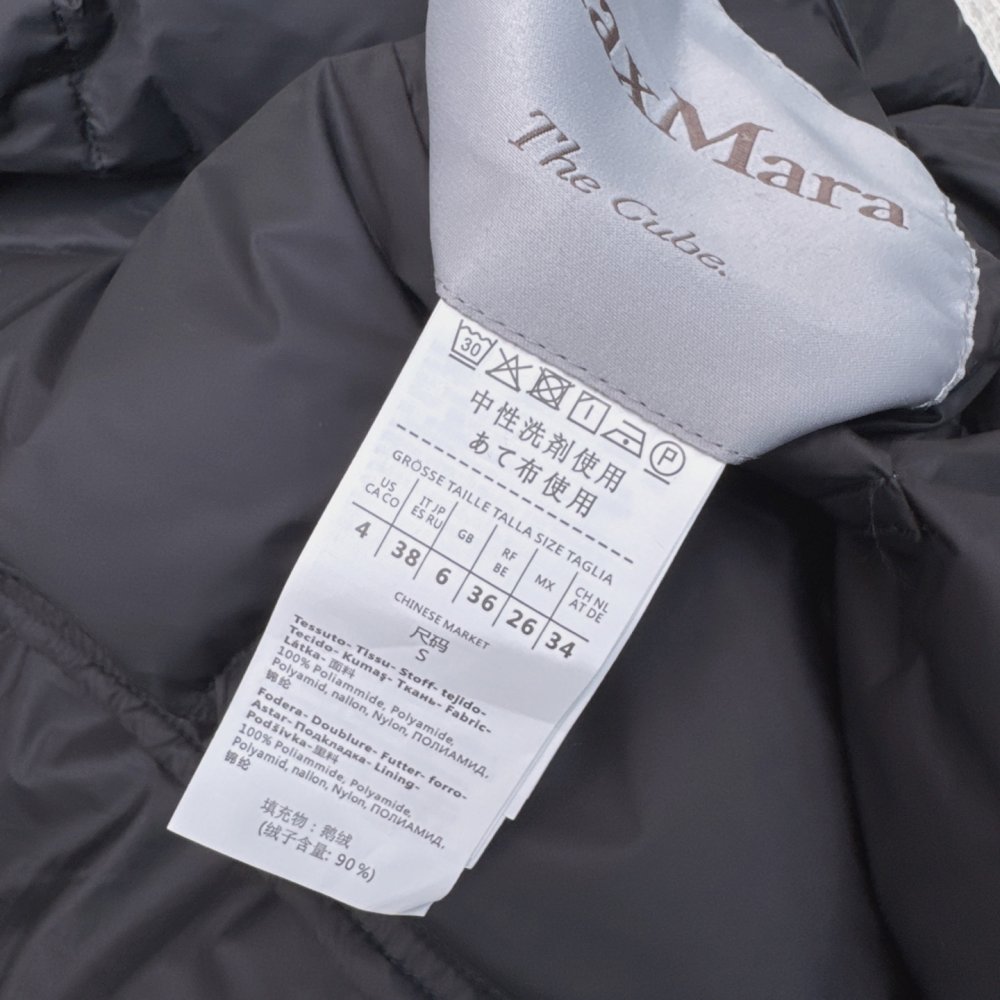 axMara
The Cube.
30 P
中性洗剤使用
あて布使用
GRÖSSE TAILLE TALLA SIZE TAGLIA
US CA CO IT JP ES RU GB RF BE MX CH NL AT DE
4 38 6 36 26 34
CHINESE MARKET
尺码
S
Tessuto- Tissu- Stoff- tejido-
Tecido- Kumaş- Ткань- Fabric-
Látka- 面料
100% Poliammide, Polyamide,
Polyamid, nailon, Nylon, ПОЛИАМИД,
锦纶
Fodera- Doublure- Futter- forro-
Astar- Подкладка- Lining-
Podšívka- 里料
100% Poliammide, Polyamide,
Polyamid, nailon, Nylon, ПОЛИАМИД,
锦纶
填充物：鹅绒
(绒子含量: 90%)